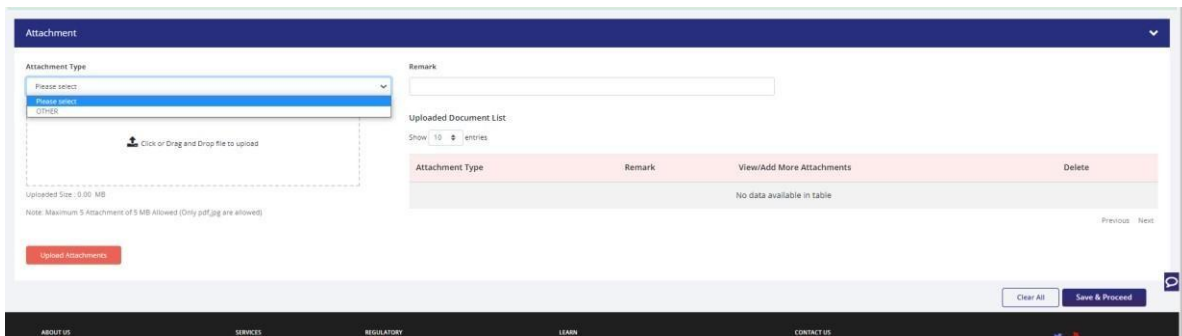 Attachment
Attachment Type
Please select
Please select
OTHER
Click or Drag and Drop file to upload
Uploaded Size : 0.00 MB
Note: Maximum 5 Attachment of 5 MB Allowed (Only pdf,jpg are allowed)
Upload Attachments
Remark
Uploaded Document List
Show 10 entries
Attachment Type Remark View/Add More Attachments Delete
No data available in table
Previous Next
Clear All Save & Proceed
ABOUT US SERVICES REGULATORY LEARN CONTACT US